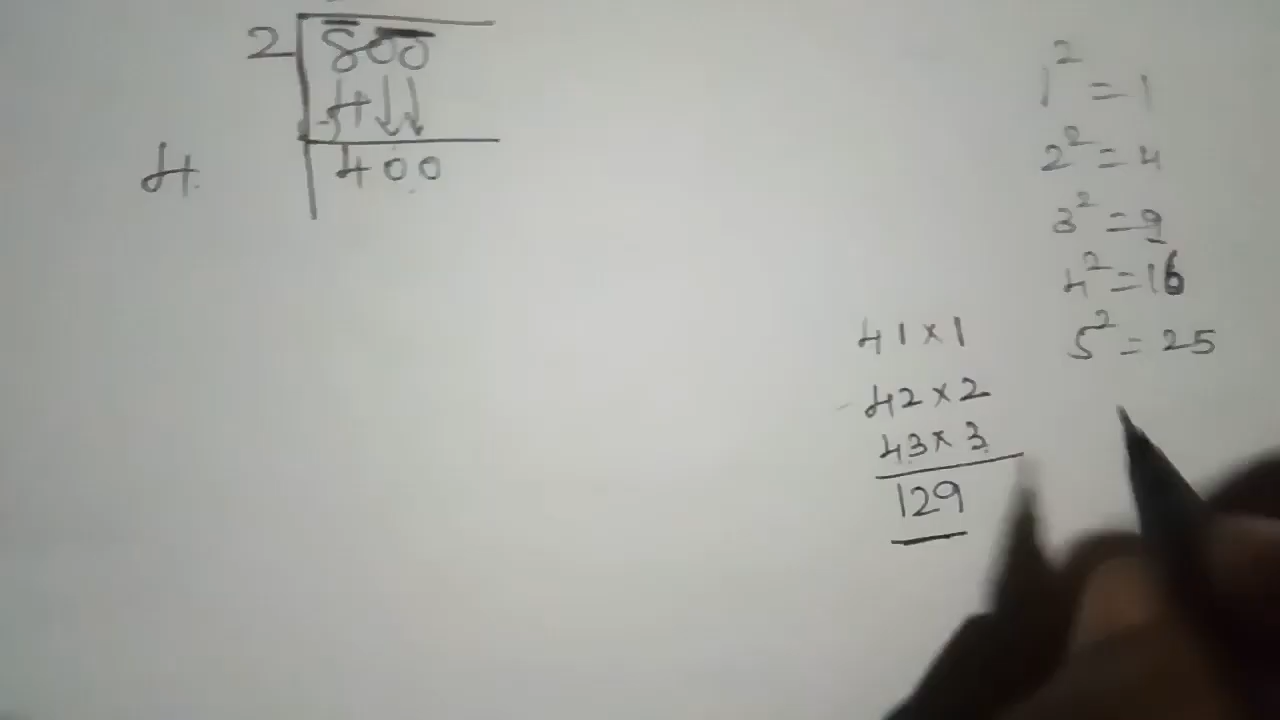 2 800
-4
4 400
1² = 1
2² = 4
3² = 9
4² = 16
5² = 25
41 × 1
42 × 2
43 × 3
129